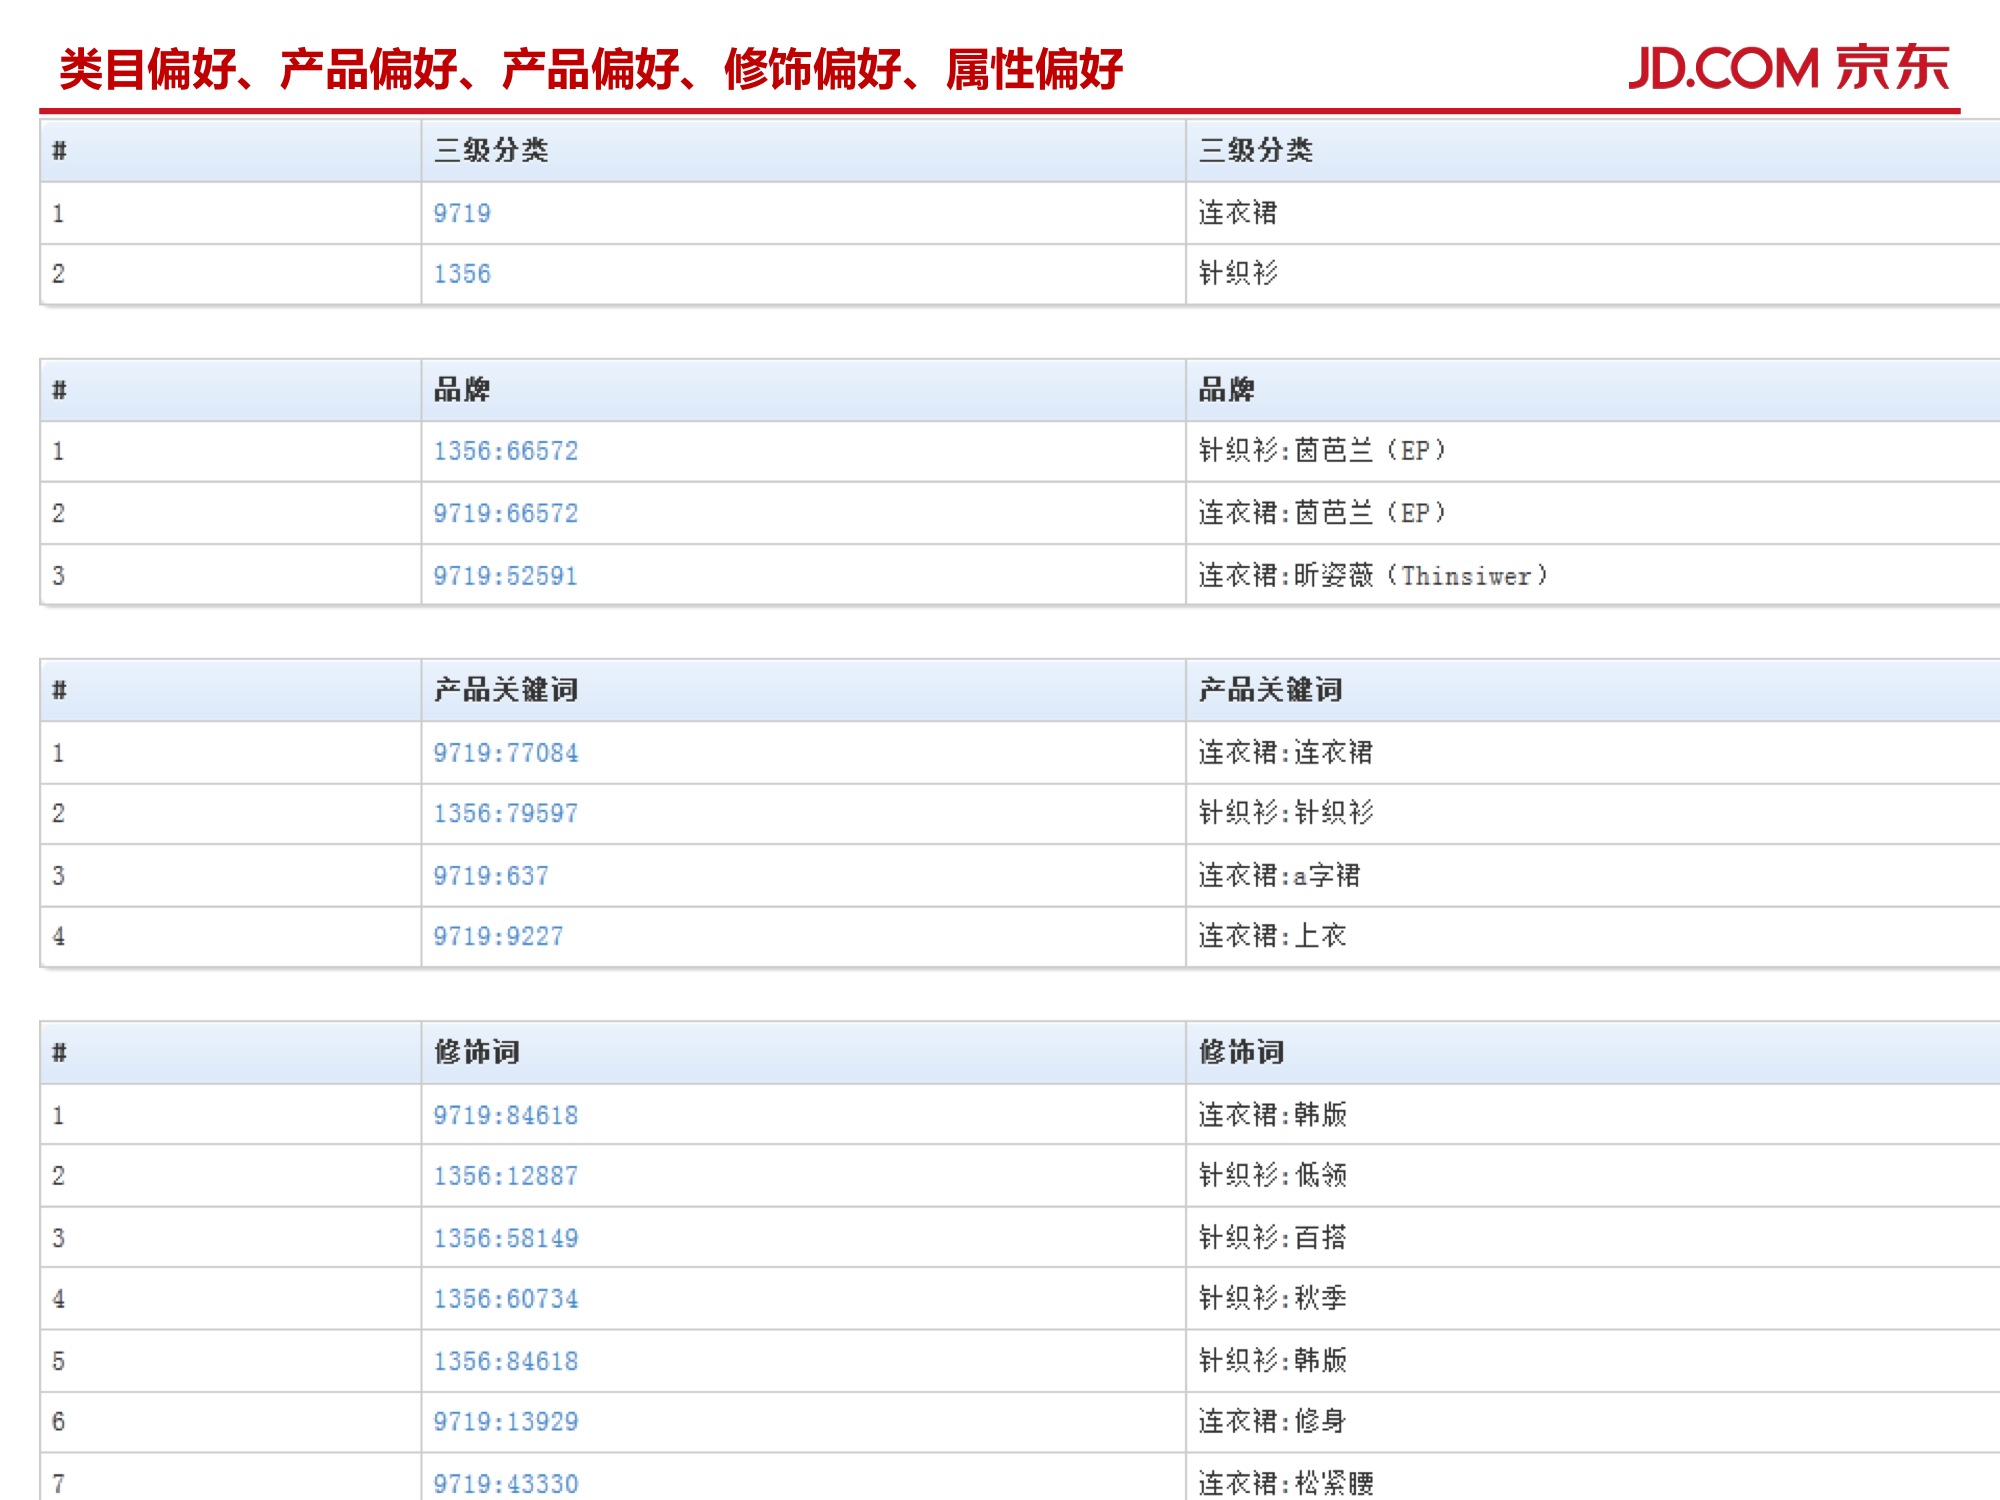 类目偏好、产品偏好、产品偏好、修饰偏好、属性偏好 JD.COM 京东
# 三级分类 三级分类
1 9719 连衣裙
2 1356 针织衫
# 品牌 品牌
1 1356:66572 针织衫:茵芭兰（EP）
2 9719:66572 连衣裙:茵芭兰（EP）
3 9719:52591 连衣裙:昕姿薇（Thinsiwer）
# 产品关键词 产品关键词
1 9719:77084 连衣裙:连衣裙
2 1356:79597 针织衫:针织衫
3 9719:637 连衣裙:a字裙
4 9719:9227 连衣裙:上衣
# 修饰词 修饰词
1 9719:84618 连衣裙:韩版
2 1356:12887 针织衫:低领
3 1356:58149 针织衫:百搭
4 1356:60734 针织衫:秋季
5 1356:84618 针织衫:韩版
6 9719:13929 连衣裙:修身
7 9719:43330 连衣裙:松紧腰